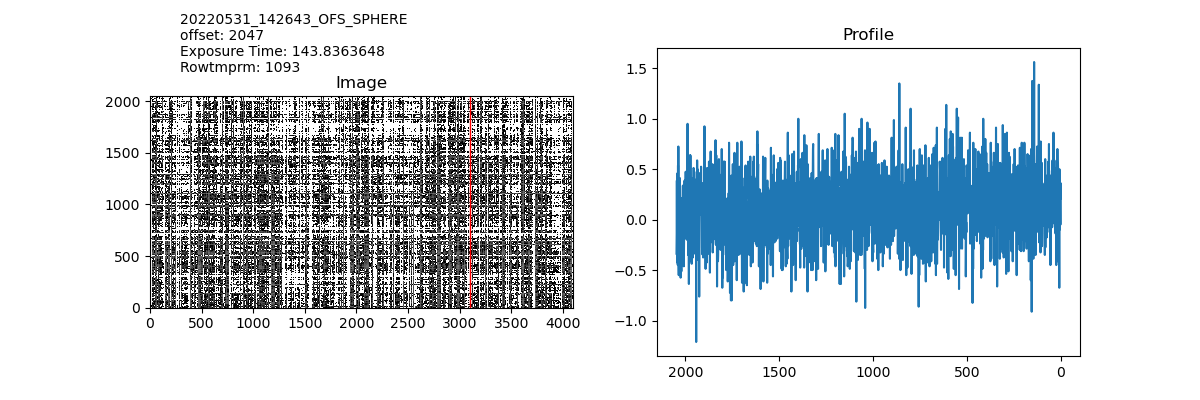 20220531_142643_OFS_SPHERE
offset: 2047
Exposure Time: 143.8363648
Rowtmprm: 1093
Image
2000
1500
1000
500
0
0 500 1000 1500 2000 2500 3000 3500 4000
Profile
1.5
1.0
0.5
0.0
−0.5
−1.0
2000 1500 1000 500 0